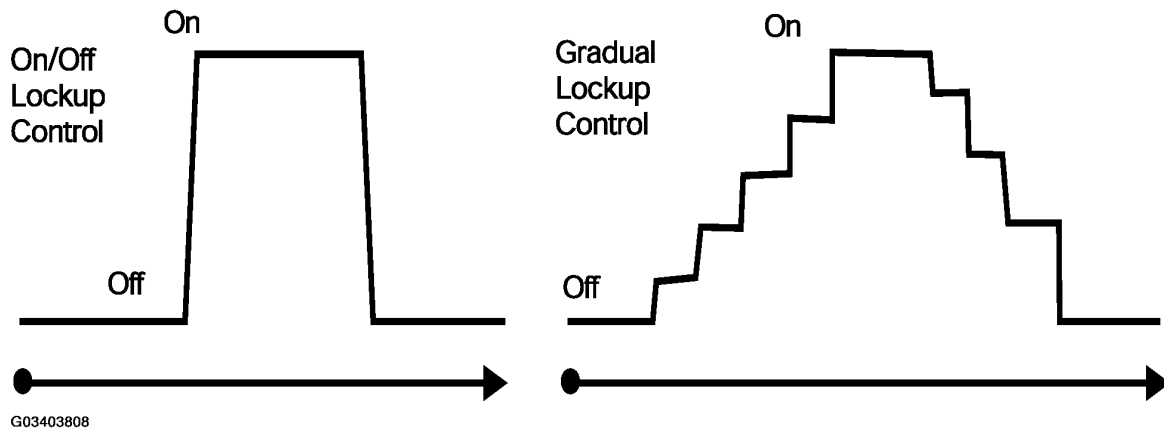 On
On/Off
Lockup
Control
Off
On
Gradual
Lockup
Control
Off
G03403808